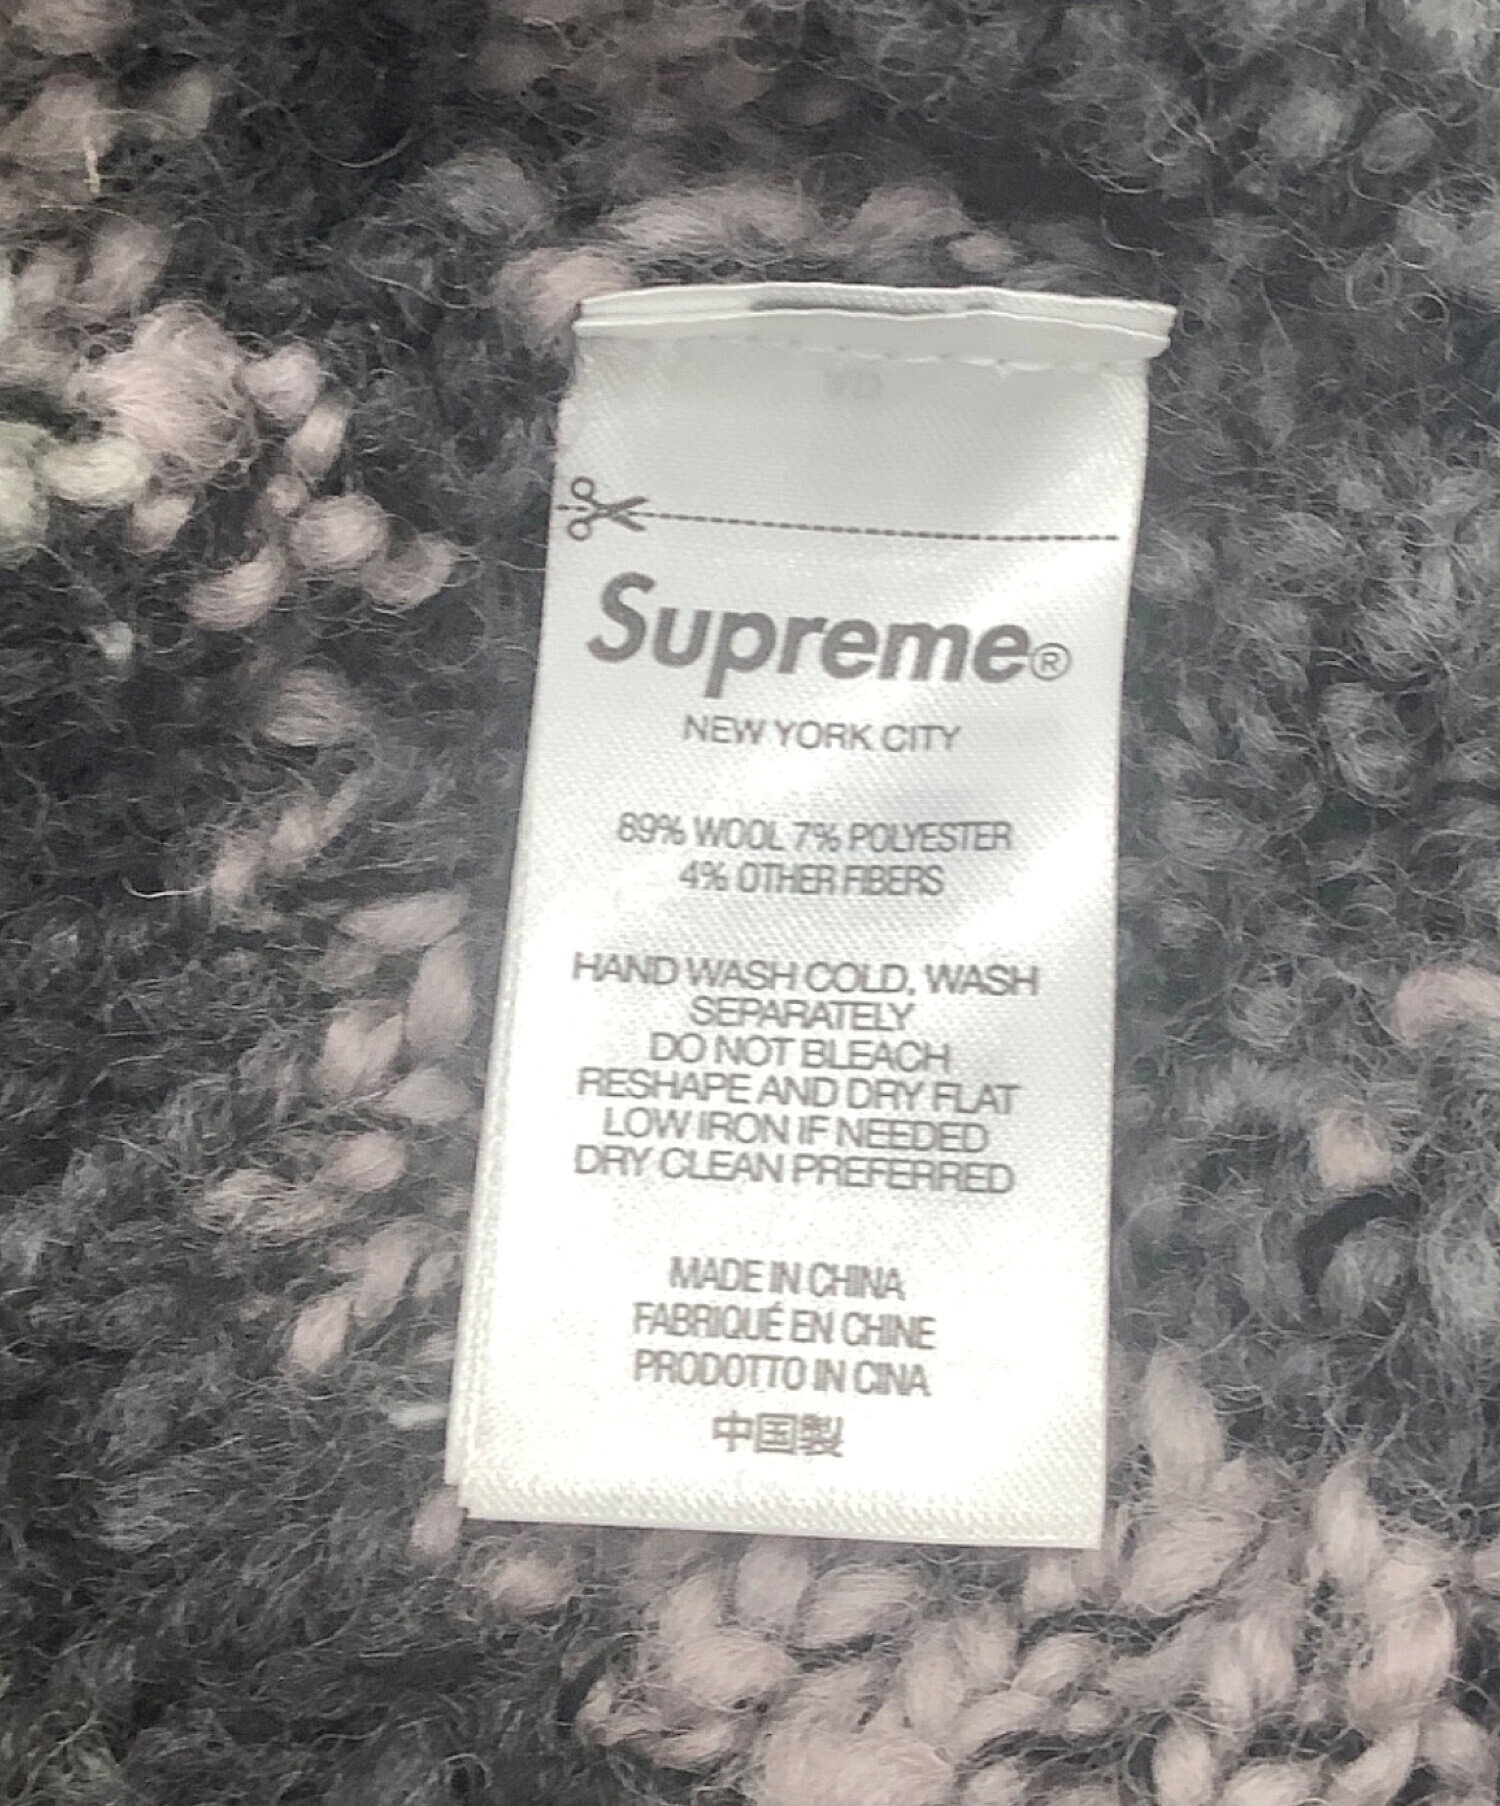 Supreme®
NEW YORK CITY
89% WOOL 7% POLYESTER
4% OTHER FIBERS
HAND WASH COLD, WASH
SEPARATELY
DO NOT BLEACH
RESHAPE AND DRY FLAT
LOW IRON IF NEEDED
DRY CLEAN PREFERRED
MADE IN CHINA
FABRIQUÉ EN CHINE
PRODOTTO IN CINA
中国製